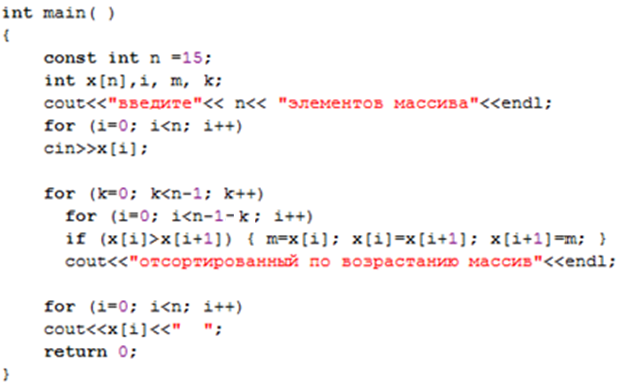 int main( )
{
const int n =15;
int x[n],i, m, k;
cout<<"введите"<< n<< "элементов массива"<<endl;
for (i=0; i<n; i++)
cin>>x[i];
for (k=0; k<n-1; k++)
for (i=0; i<n-1-k; i++)
if (x[i]>x[i+1]) { m=x[i]; x[i]=x[i+1]; x[i+1]=m; }
cout<<"отсортированный по возрастанию массив"<<endl;
for (i=0; i<n; i++)
cout<<x[i]<<"  ";
return 0;
}